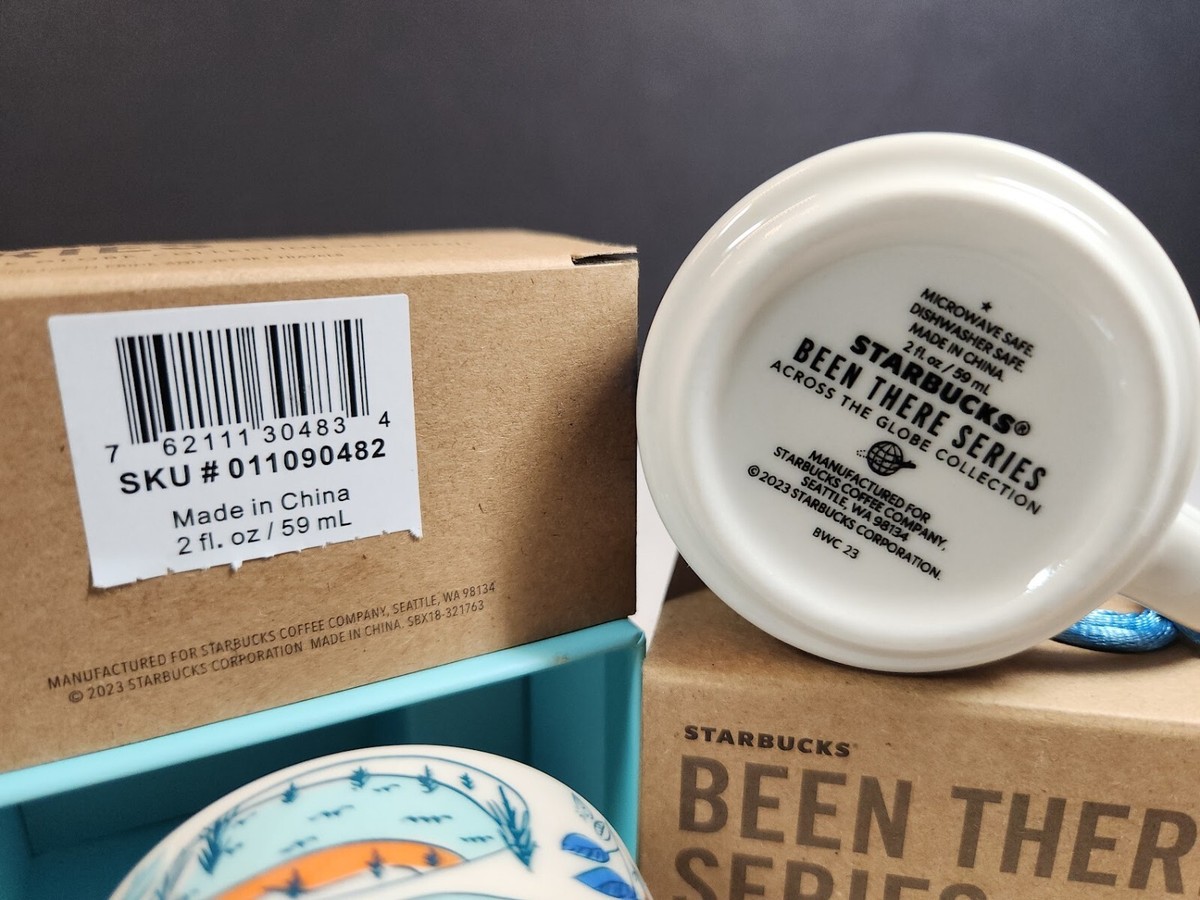 7 62111 30483 4
SKU # 011090482
Made in China
2 fl. oz / 59 mL
MANUFACTURED FOR STARBUCKS COFFEE COMPANY, SEATTLE, WA 98134
© 2023 STARBUCKS CORPORATION MADE IN CHINA. SBX18-321763
MICROWAVE SAFE.
DISHWASHER SAFE.
MADE IN CHINA.
2 fl. oz / 59 mL
STARBUCKS®
BEEN THERE SERIES
ACROSS THE GLOBE COLLECTION
MANUFACTURED FOR
STARBUCKS COFFEE COMPANY,
SEATTLE, WA 98134
© 2023 STARBUCKS CORPORATION.
BWC 23
STARBUCKS®
BEEN THER
SERIES